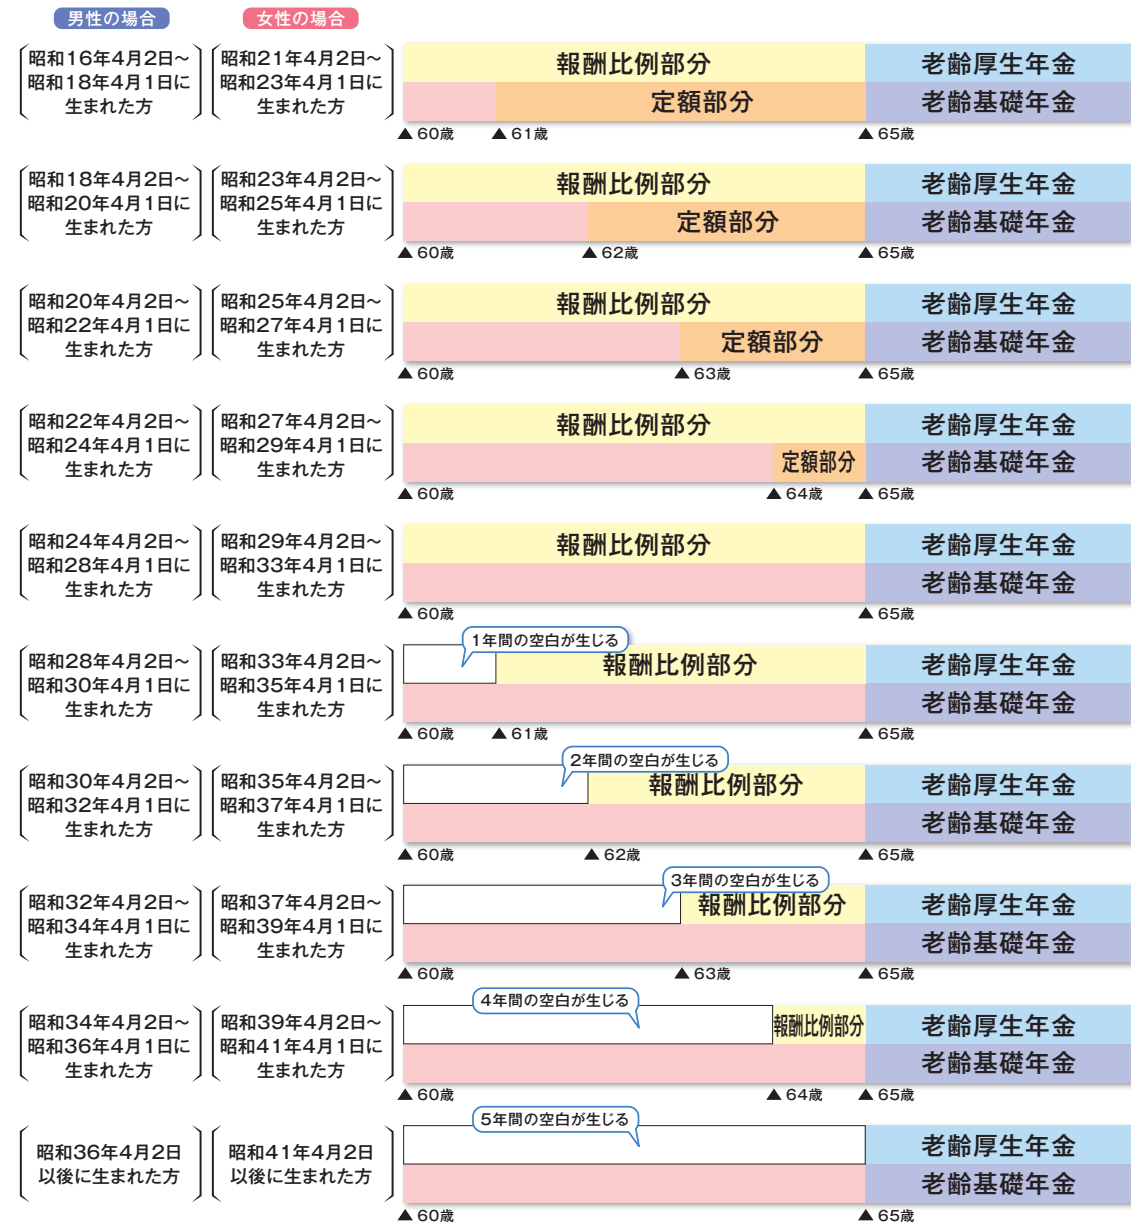 男性の場合
女性の場合
昭和16年4月2日～
昭和18年4月1日に
生まれた方
昭和21年4月2日～
昭和23年4月1日に
生まれた方
報酬比例部分
老齢厚生年金
定額部分
老齢基礎年金
▲60歳
▲61歳
▲65歳
昭和18年4月2日～
昭和20年4月1日に
生まれた方
昭和23年4月2日～
昭和25年4月1日に
生まれた方
報酬比例部分
老齢厚生年金
定額部分
老齢基礎年金
▲60歳
▲62歳
▲65歳
昭和20年4月2日～
昭和22年4月1日に
生まれた方
昭和25年4月2日～
昭和27年4月1日に
生まれた方
報酬比例部分
老齢厚生年金
定額部分
老齢基礎年金
▲60歳
▲63歳
▲65歳
昭和22年4月2日～
昭和24年4月1日に
生まれた方
昭和27年4月2日～
昭和29年4月1日に
生まれた方
報酬比例部分
老齢厚生年金
定額部分
老齢基礎年金
▲60歳
▲64歳
▲65歳
昭和24年4月2日～
昭和28年4月1日に
生まれた方
昭和29年4月2日～
昭和33年4月1日に
生まれた方
報酬比例部分
老齢厚生年金
老齢基礎年金
▲60歳
▲65歳
昭和28年4月2日～
昭和30年4月1日に
生まれた方
昭和33年4月2日～
昭和35年4月1日に
生まれた方
1年間の空白が生じる
報酬比例部分
老齢厚生年金
老齢基礎年金
▲60歳
▲61歳
▲65歳
昭和30年4月2日～
昭和32年4月1日に
生まれた方
昭和35年4月2日～
昭和37年4月1日に
生まれた方
2年間の空白が生じる
報酬比例部分
老齢厚生年金
老齢基礎年金
▲60歳
▲62歳
▲65歳
昭和32年4月2日～
昭和34年4月1日に
生まれた方
昭和37年4月2日～
昭和39年4月1日に
生まれた方
3年間の空白が生じる
報酬比例部分
老齢厚生年金
老齢基礎年金
▲60歳
▲63歳
▲65歳
昭和34年4月2日～
昭和36年4月1日に
生まれた方
昭和39年4月2日～
昭和41年4月1日に
生まれた方
4年間の空白が生じる
報酬比例部分
老齢厚生年金
老齢基礎年金
▲60歳
▲64歳
▲65歳
昭和36年4月2日
以後に生まれた方
昭和41年4月2日
以後に生まれた方
5年間の空白が生じる
老齢厚生年金
老齢基礎年金
▲60歳
▲65歳